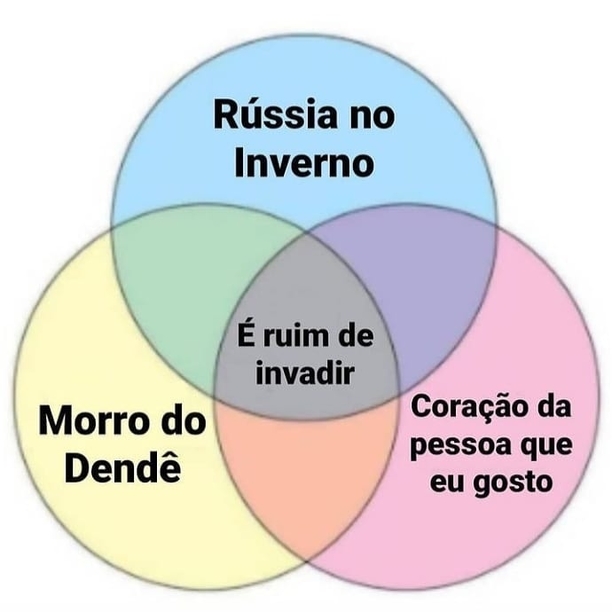 Rússia no
Inverno
É ruim de
invadir
Morro do
Dendê
Coração da
pessoa que
eu gosto